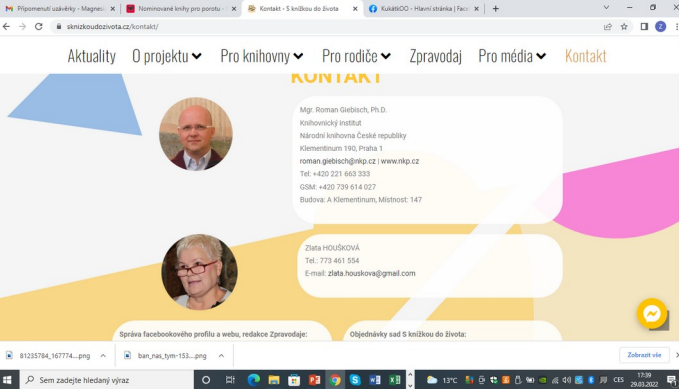 Připomenutí uzávěrky - Magnes
Nominované knihy pro porotu -
Kontakt - S knížkou do života
KukátkOO - Hlavní stránka | Face
sknizkoudozivota.cz/kontakt/
Aktuality O projektu Pro knihovny Pro rodiče Zpravodaj Pro média Kontakt
KONTAKT
Mgr. Roman Giebisch, Ph.D.
Knihovnický institut
Národní knihovna České republiky
Klementinum 190, Praha 1
roman.giebisch@nkp.cz | www.nkp.cz
Tel: +420 221 663 333
GSM: +420 739 614 027
Budova: A Klementinum, Místnost: 147
Zlata HOUŠKOVÁ
Tel.: 773 461 554
E-mail: zlata.houskova@gmail.com
Správa facebookového profilu a webu, redakce Zpravodaje:
Objednávky sad S knížkou do života:
81235784_167774....png
ban_nas_tym-153....png
Zobrazit vše
Sem zadejte hledaný výraz
13°C
CES
17:39
29.03.2022